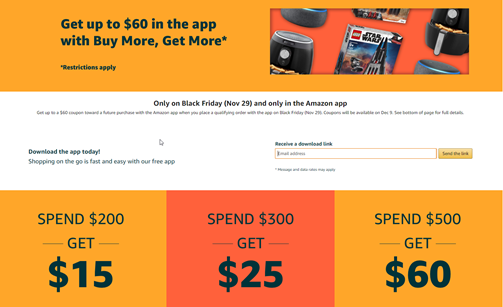 Get up to $60 in the app
with Buy More, Get More*
*Restrictions apply
Only on Black Friday (Nov 29) and only in the Amazon app
Get up to a $60 coupon toward a future purchase with the Amazon app when you place a qualifying order with the app on Black Friday (Nov 29). Coupons will be available on Dec 9. See bottom of page for full details.
Download the app today!
Shopping on the go is fast and easy with our free app
Receive a download link
Email address
Send the link
* Message and data rates may apply
SPEND $200
GET
$15
SPEND $300
GET
$25
SPEND $500
GET
$60